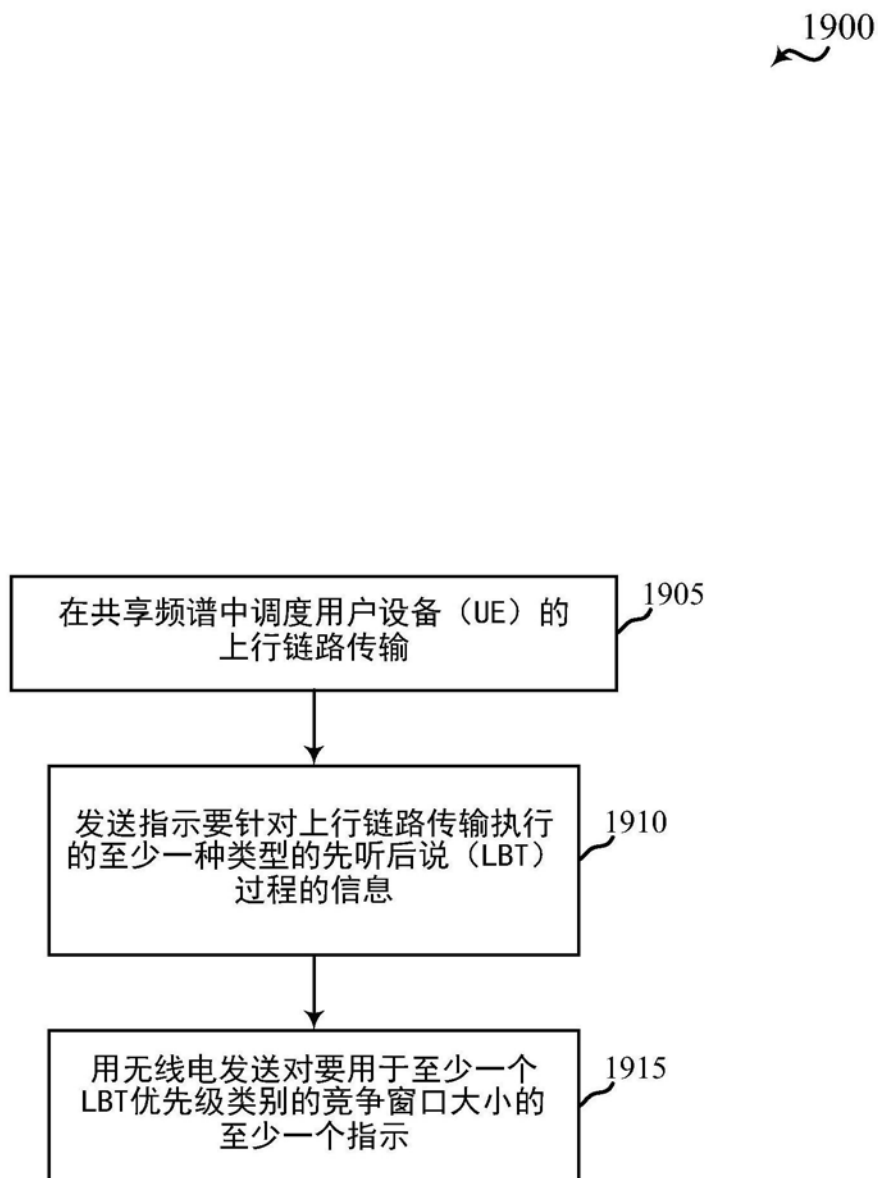 1900
在共享频谱中调度用户设备（UE）的
上行链路传输
1905
发送指示要针对上行链路传输执行
的至少一种类型的先听后说（LBT）
过程的信息
1910
用无线电发送对要用于至少一个
LBT优先级类别的竞争窗口大小的
至少一个指示
1915